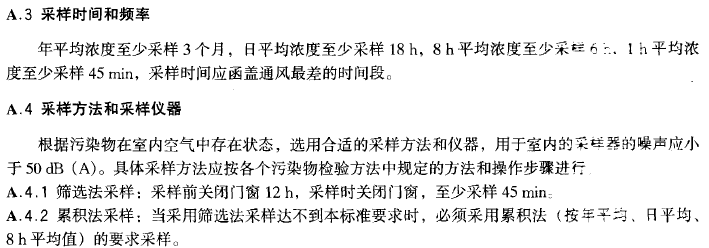 A.3 采样时间和频率
年平均浓度至少采样 3 个月，日平均浓度至少采样 18 h，8 h 平均浓度至少采样 6 h、1 h 平均浓
度至少采样 45 min，采样时间应函盖通风最差的时间段。
A.4 采样方法和采样仪器
根据污染物在室内空气中存在状态，选用合适的采样方法和仪器，用于室内的采样器的噪声应小
于 50 dB（A）。具体采样方法应按各个污染物检验方法中规定的方法和操作步骤进行
A.4.1 筛选法采样：采样前关闭门窗 12 h，采样时关闭门窗，至少采样 45 min。
A.4.2 累积法采样：当采用筛选法采样达不到本标准要求时，必须采用累积法（按年平均、日平均、
8 h 平均值）的要求采样。